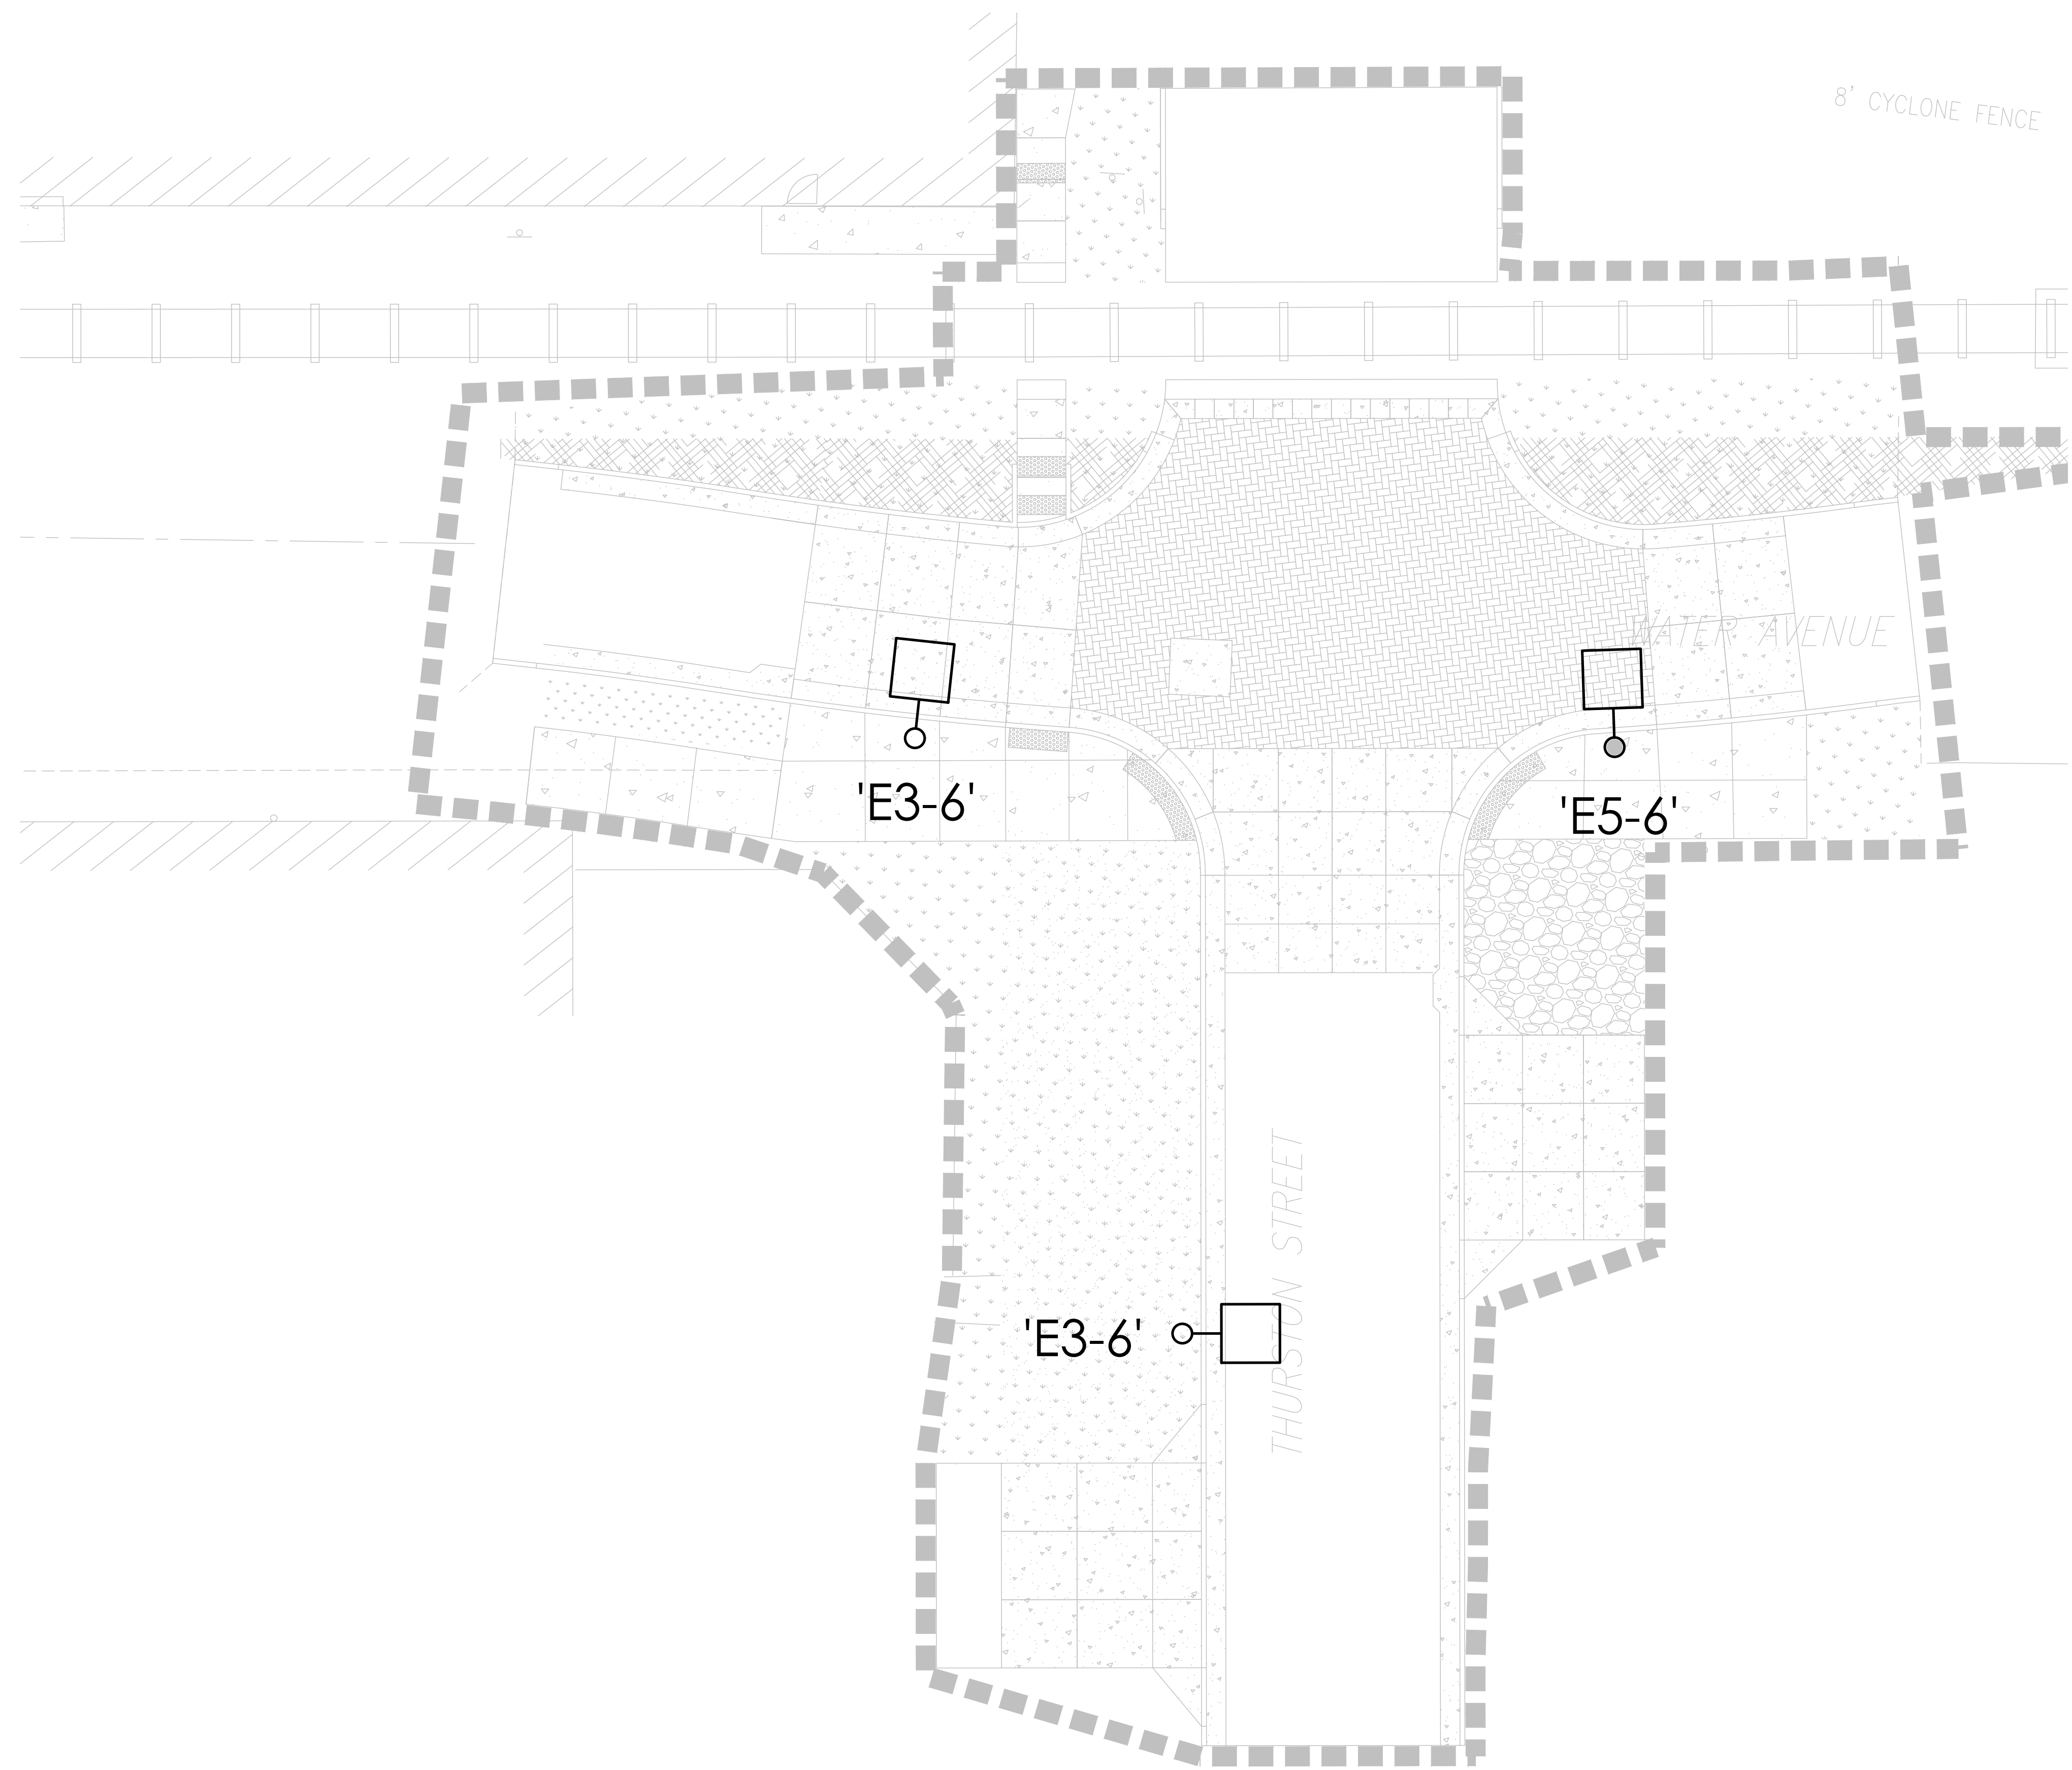 8' CYCLONE FENCE
WATER AVENUE
'E3-6'
'E5-6'
THURSTON STREET
'E3-6'